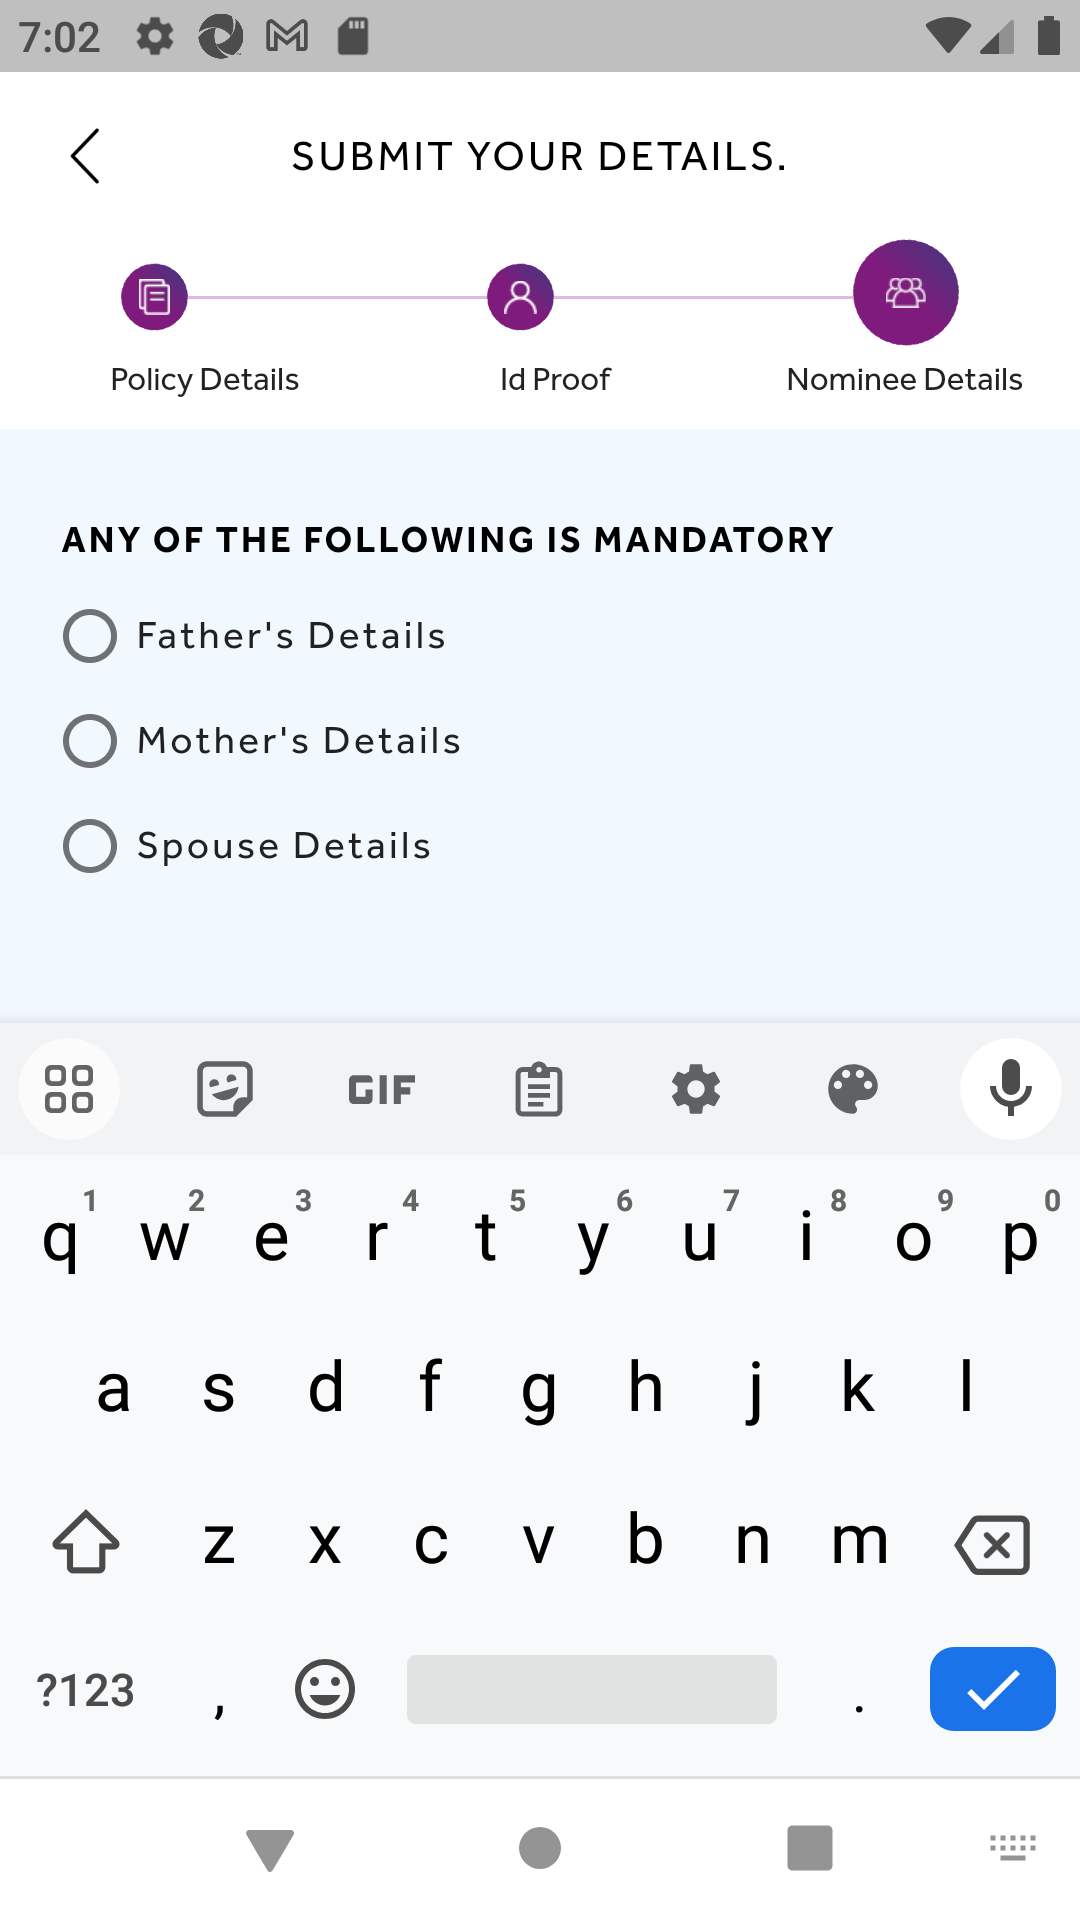 7:02
SUBMIT YOUR DETAILS.
Policy Details
Id Proof
Nominee Details
ANY OF THE FOLLOWING IS MANDATORY
Father's Details
Mother's Details
Spouse Details
GIF
1 2 3 4 5 6 7 8 9 0
q w e r t y u i o p
a s d f g h j k l
z x c v b n m
?123 , .